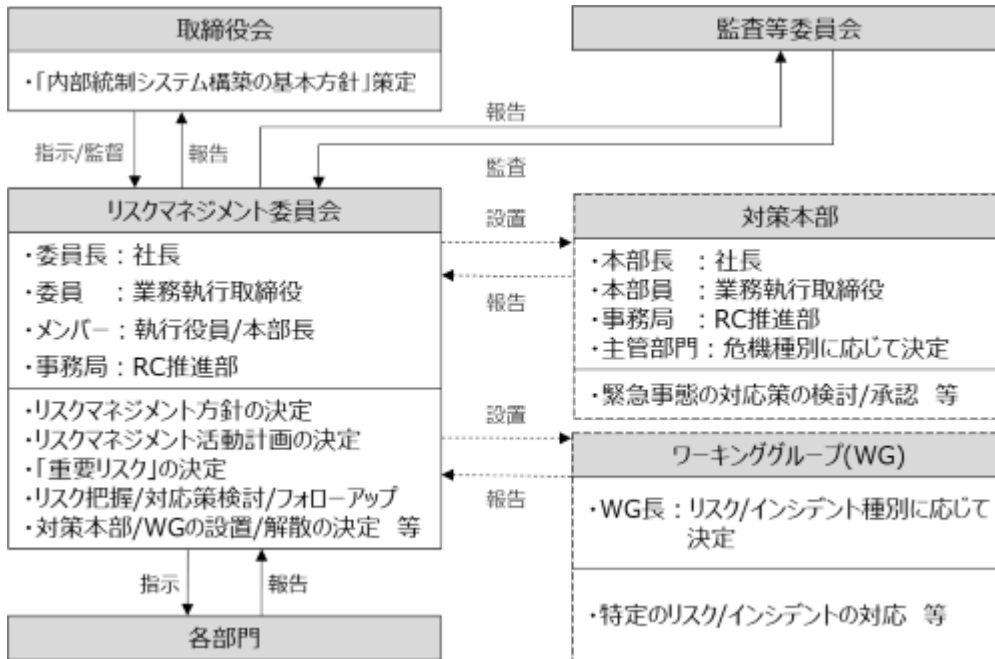 取締役会
・「内部統制システム構築の基本方針」策定
監査等委員会
報告
指示/監督
報告
監査
リスクマネジメント委員会
・委員長：社長
・委員　：業務執行取締役
・メンバー：執行役員/本部長
・事務局：RC推進部
・リスクマネジメント方針の決定
・リスクマネジメント活動計画の決定
・「重要リスク」の決定
・リスク把握/対応策検討/フォローアップ
・対策本部/WGの設置/解散の決定　等
設置
報告
対策本部
・本部長　：社長
・本部員　：業務執行取締役
・事務局　：RC推進部
・主管部門：危機種別に応じて決定
・緊急事態の対応策の検討/承認　等
設置
報告
ワーキンググループ(WG)
・WG長：リスク/インシデント種別に応じて
決定
・特定のリスク/インシデントの対応　等
指示
報告
各部門